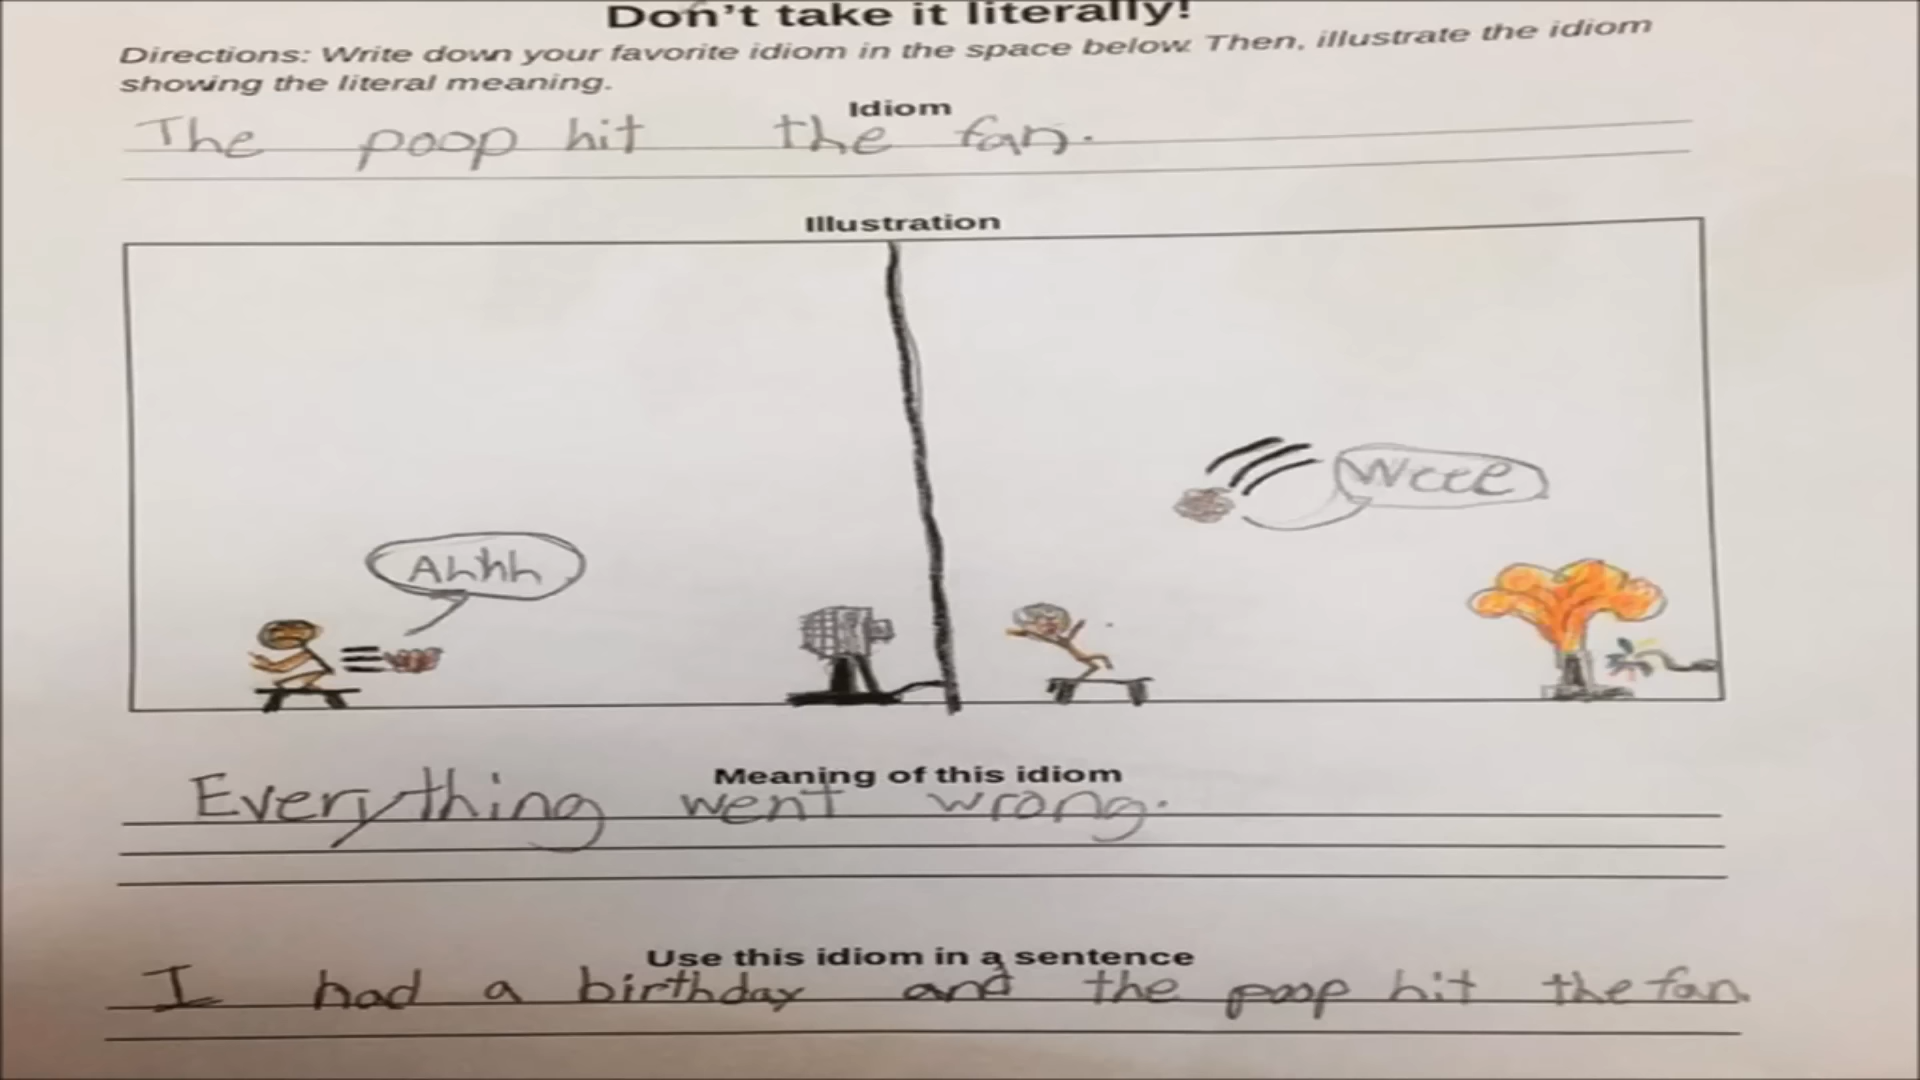 Don't take it literally!
Directions: Write down your favorite idiom in the space below. Then, illustrate the idiom
showing the literal meaning.
Idiom
The poop hit the fan.
Illustration
Ahhh
Weee
Meaning of this idiom
Everything went wrong.
Use this idiom in a sentence
I had a birthday and the poop hit the fan.